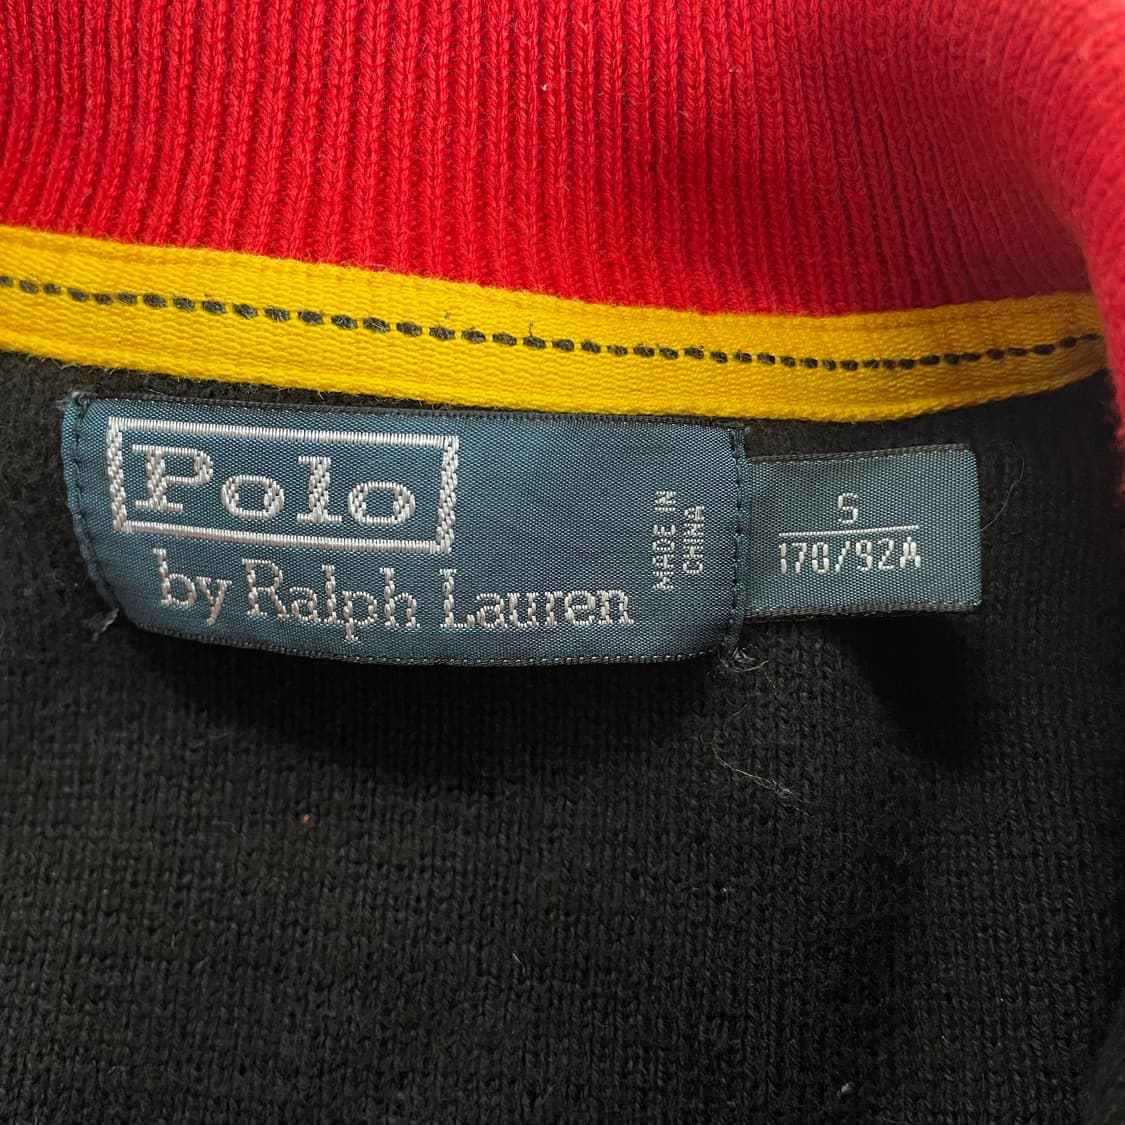 Polo
by Ralph Lauren
MADE IN
CHINA
S
170/92A